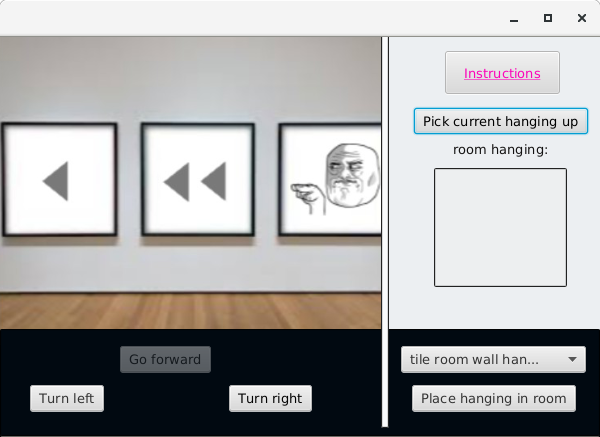 Instructions
Pick current hanging up
room hanging:
Go forward
tile room wall han...
Turn left
Turn right
Place hanging in room